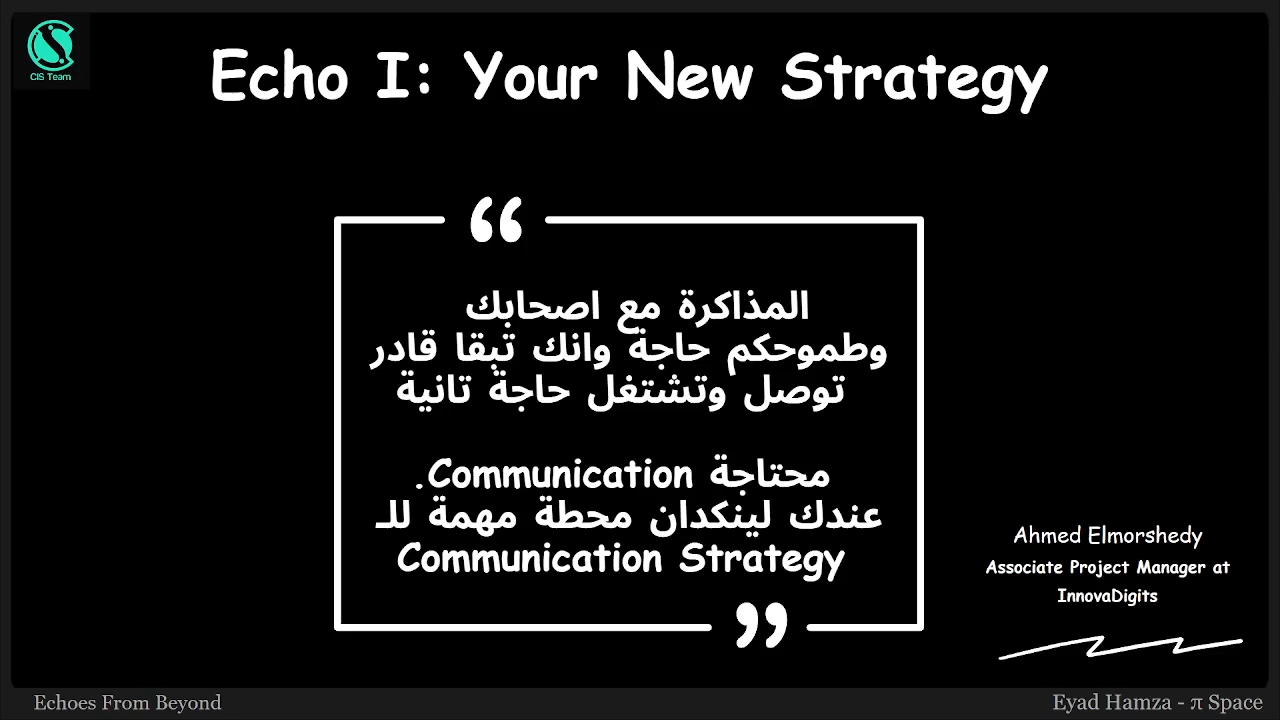 CIS Team
Echo I: Your New Strategy
“
المذاكرة مع اصحابك
وطموحكم حاجة وانك تبقا قادر
توصل وتشتغل حاجة تانية
محتاجة Communication.
عندك لينكدان محطة مهمة للـ
Communication Strategy
”
Ahmed Elmorshedy
Associate Project Manager at
InnovaDigits
Echoes From Beyond
Eyad Hamza - π Space